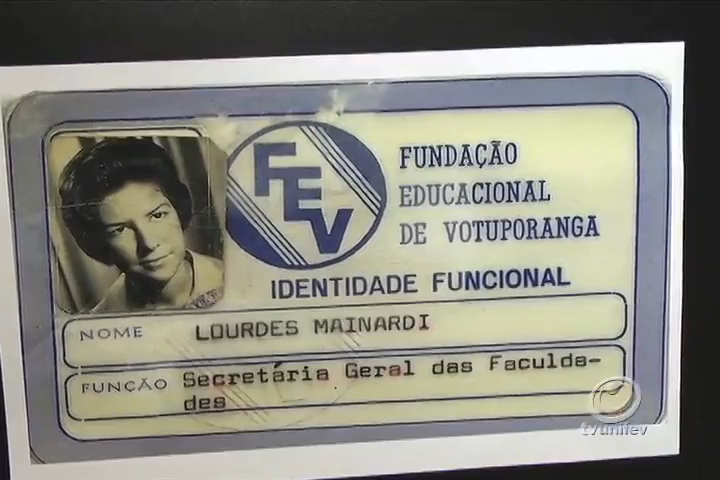 FEV
FUNDAÇÃO
EDUCACIONAL
DE VOTUPORANGA
IDENTIDADE FUNCIONAL
NOME LOURDES MAINARDI
FUNÇÃO Secretária Geral das Faculda-
des
tvunifev